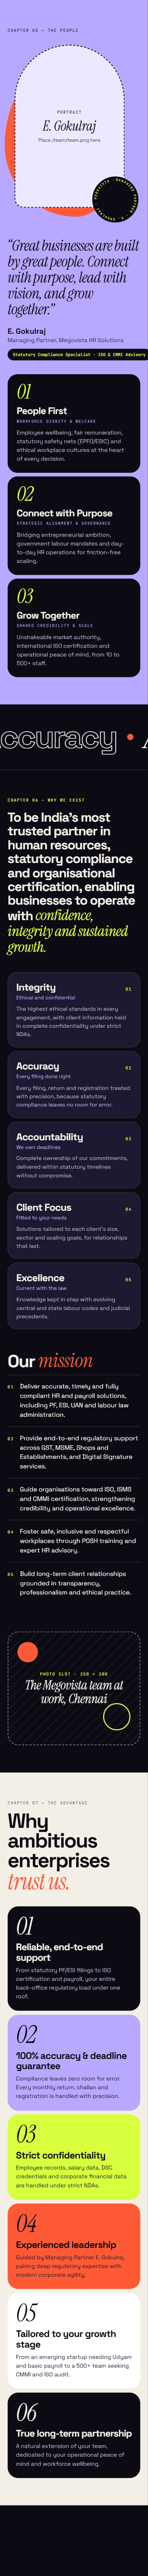 CHAPTER 05 — THE PEOPLE
PORTRAIT
E. Gokulraj
Place /team/team.png here
“Great businesses are built
by great people. Connect
with purpose, lead with
vision, and grow
together.”
E. Gokulraj
Managing Partner, Megovista HR Solutions
Statutory Compliance Specialist · ISO & CMMI Advisory
01
People First
WORKFORCE DIGNITY & WELFARE
Employee wellbeing, fair remuneration,
statutory safety nets (EPFO/ESIC) and
ethical workplace cultures at the heart
of every decision.
02
Connect with Purpose
STRATEGIC ALIGNMENT & GOVERNANCE
Bridging entrepreneurial ambition,
government labour mandates and day-
to-day HR operations for friction-free
scaling.
03
Grow Together
SHARED CREDIBILITY & SCALE
Unshakeable market authority,
International ISO certification and
operational peace of mind, from 10 to
500+ staff.
ccuracy
CHAPTER 06 — WHY WE EXIST
To be India's most
trusted partner in
human resources,
statutory compliance
and organisational
certification, enabling
businesses to operate
with confidence,
integrity and sustained
growth.
Integrity 01
Ethical and confidential
The highest ethical standards in every
engagement, with client information held
in complete confidentiality under strict
NDAs.
Accuracy 02
Every filing done right
Every filing, return and registration treated
with precision, because statutory
compliance leaves no room for error.
Accountability 03
We own deadlines
Complete ownership of our commitments,
delivered within statutory timelines
without compromise.
Client Focus 04
Fitted to your needs
Solutions tailored to each client's size,
sector and scaling goals, for relationships
that last.
Excellence 05
Current with the law
Knowledge kept in step with evolving
central and state labour codes and judicial
precedents.
Our mission
01 Deliver accurate, timely and fully
compliant HR and payroll solutions,
including PF, ESI, UAN and labour law
administration.
02 Provide end-to-end regulatory support
across GST, MSME, Shops and
Establishments, and Digital Signature
services.
03 Guide organisations toward ISO, ISMS
and CMMI certification, strengthening
credibility and operational excellence.
04 Foster safe, inclusive and respectful
workplaces through POSH training and
expert HR advisory.
05 Build long-term client relationships
grounded in transparency,
professionalism and ethical practice.
The Megovista team at
work, Chennai
CHAPTER 07 — THE ADVANTAGE
Why
ambitious
enterprises
trust us.
01
Reliable, end-to-end
support
From statutory PF/ESI filings to ISO
certification and payroll, your entire
back-office regulatory load under one
roof.
02
100% accuracy & deadline
guarantee
Compliance leaves zero room for error.
Every monthly return, challan and
registration is handled with precision.
03
Strict confidentiality
Employee records, salary data, DSC
credentials and corporate financial data
are handled under strict NDAs.
04
Experienced leadership
Guided by Managing Partner E. Gokulraj,
pairing deep regulatory expertise with
modern corporate agility.
05
Tailored to your growth
stage
From an emerging startup needing Udyam
and basic payroll to a 500+ team seeking
CMMI and ISO audit.
06
True long-term partnership
A natural extension of your team,
dedicated to your operational peace of
mind and workforce wellbeing.